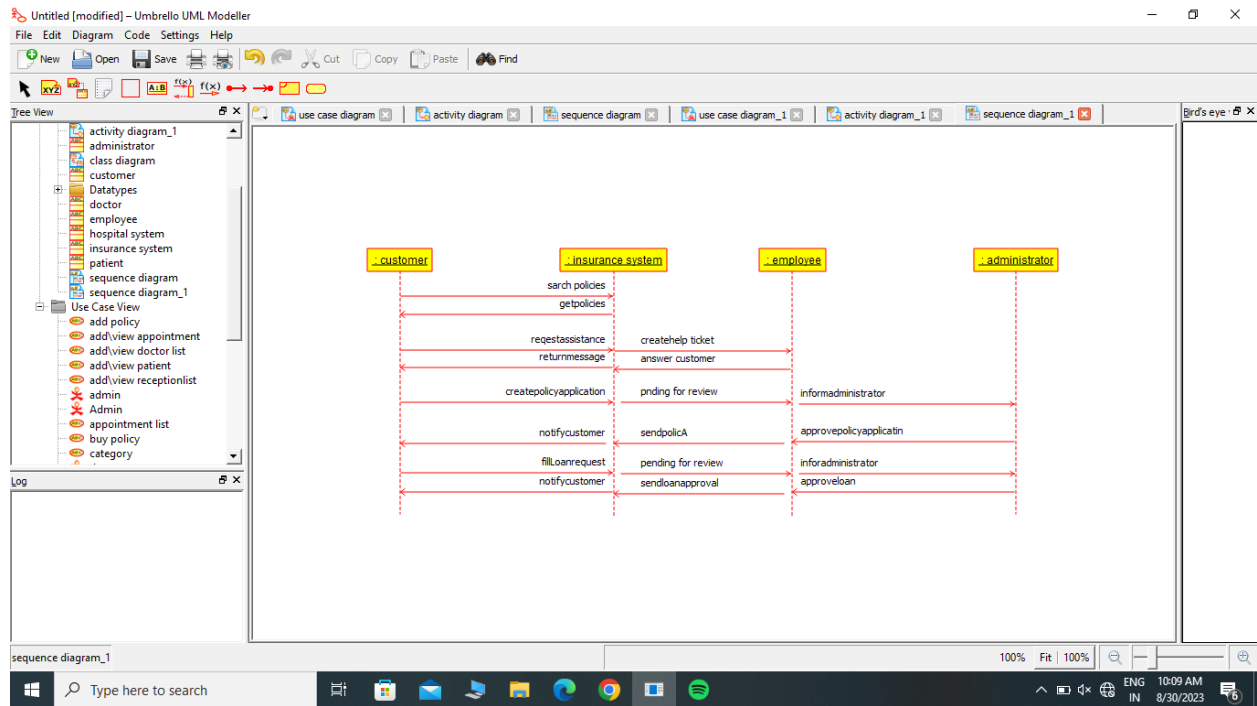 Untitled [modified] – Umbrello UML Modeller
File Edit Diagram Code Settings Help
New Open Save Cut Copy Paste Find
XYZ A:B f(x) f(x)
Tree View
use case diagram activity diagram sequence diagram use case diagram_1 activity diagram_1 sequence diagram_1
Bird's eye
activity diagram_1
administrator
class diagram
customer
Datatypes
doctor
employee
hospital system
insurance system
patient
sequence diagram
sequence diagram_1
Use Case View
add policy
add\view appointment
add\view doctor list
add\view patient
add\view receptionlist
admin
Admin
appointment list
buy policy
category
Log
: customer : insurance system : employee : administrator
sarch policies
getpolicies
reqestassistance createhelp ticket
returnmessage answer customer
createpolicyapplication pnding for review informadministrator
notifycustomer sendpolicA approvepolicyapplicatin
fillLoanrequest pending for review inforadministrator
notifycustomer sendloanapproval approveloan
sequence diagram_1
100% Fit 100%
Type here to search
ENG 10:09 AM
IN 8/30/2023
6